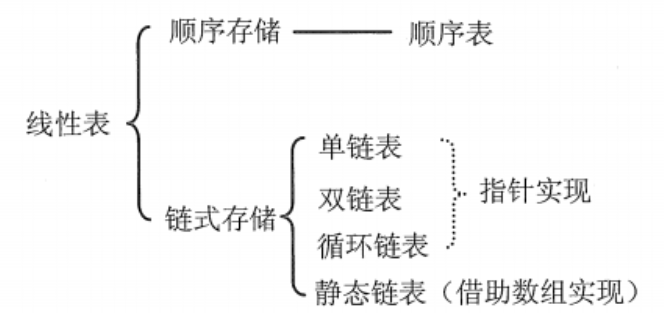 顺序存储 顺序表
线性表
单链表
双链表 指针实现
链式存储
循环链表
静态链表（借助数组实现）